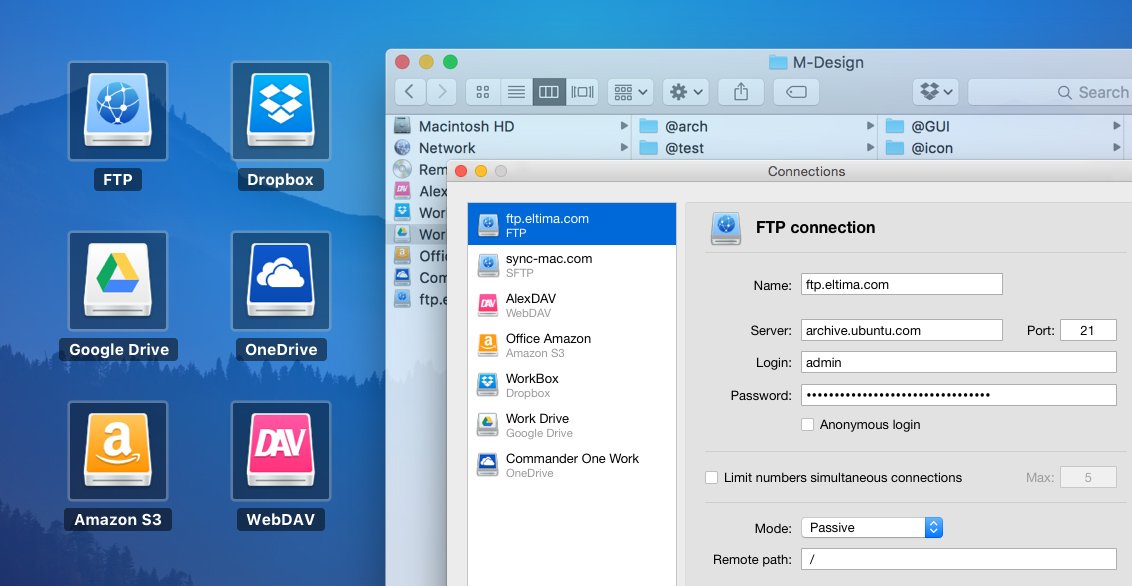 FTP
Dropbox
Google Drive
OneDrive
a
DAV
Amazon S3
WebDAV
M-Design
Search
Macintosh HD
@arch
@GUI
Network
@test
@icon
Rem
Alex
Wor
Wor
Offi
Com
ftp.e
Connections
ftp.eltima.com
FTP
sync-mac.com
SFTP
DAV
AlexDAV
WebDAV
a
Office Amazon
Amazon S3
WorkBox
Dropbox
Work Drive
Google Drive
Commander One Work
OneDrive
FTP connection
Name: ftp.eltima.com
Server: archive.ubuntu.com Port: 21
Login: admin
Password: •••••••••••••••••••••••••••••••••
Anonymous login
Limit numbers simultaneous connections Max: 5
Mode: Passive
Remote path: /